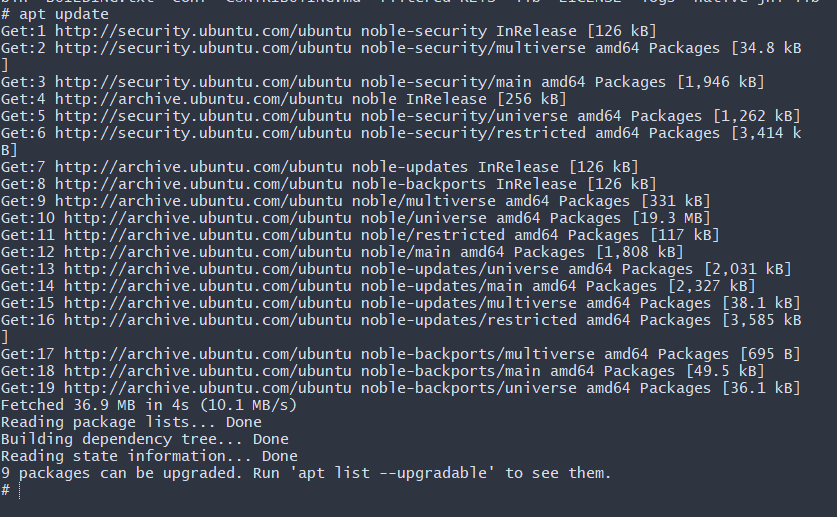 # apt update
Get:1 http://security.ubuntu.com/ubuntu noble-security InRelease [126 kB]
Get:2 http://security.ubuntu.com/ubuntu noble-security/multiverse amd64 Packages [34.8 kB
]
Get:3 http://security.ubuntu.com/ubuntu noble-security/main amd64 Packages [1,946 kB]
Get:4 http://archive.ubuntu.com/ubuntu noble InRelease [256 kB]
Get:5 http://security.ubuntu.com/ubuntu noble-security/universe amd64 Packages [1,262 kB]
Get:6 http://security.ubuntu.com/ubuntu noble-security/restricted amd64 Packages [3,414 k
B]
Get:7 http://archive.ubuntu.com/ubuntu noble-updates InRelease [126 kB]
Get:8 http://archive.ubuntu.com/ubuntu noble-backports InRelease [126 kB]
Get:9 http://archive.ubuntu.com/ubuntu noble/multiverse amd64 Packages [331 kB]
Get:10 http://archive.ubuntu.com/ubuntu noble/universe amd64 Packages [19.3 MB]
Get:11 http://archive.ubuntu.com/ubuntu noble/restricted amd64 Packages [117 kB]
Get:12 http://archive.ubuntu.com/ubuntu noble/main amd64 Packages [1,808 kB]
Get:13 http://archive.ubuntu.com/ubuntu noble-updates/universe amd64 Packages [2,031 kB]
Get:14 http://archive.ubuntu.com/ubuntu noble-updates/main amd64 Packages [2,327 kB]
Get:15 http://archive.ubuntu.com/ubuntu noble-updates/multiverse amd64 Packages [38.1 kB]
Get:16 http://archive.ubuntu.com/ubuntu noble-updates/restricted amd64 Packages [3,585 kB
]
Get:17 http://archive.ubuntu.com/ubuntu noble-backports/multiverse amd64 Packages [695 B]
Get:18 http://archive.ubuntu.com/ubuntu noble-backports/main amd64 Packages [49.5 kB]
Get:19 http://archive.ubuntu.com/ubuntu noble-backports/universe amd64 Packages [36.1 kB]
Fetched 36.9 MB in 4s (10.1 MB/s)
Reading package lists... Done
Building dependency tree... Done
Reading state information... Done
9 packages can be upgraded. Run 'apt list --upgradable' to see them.
#